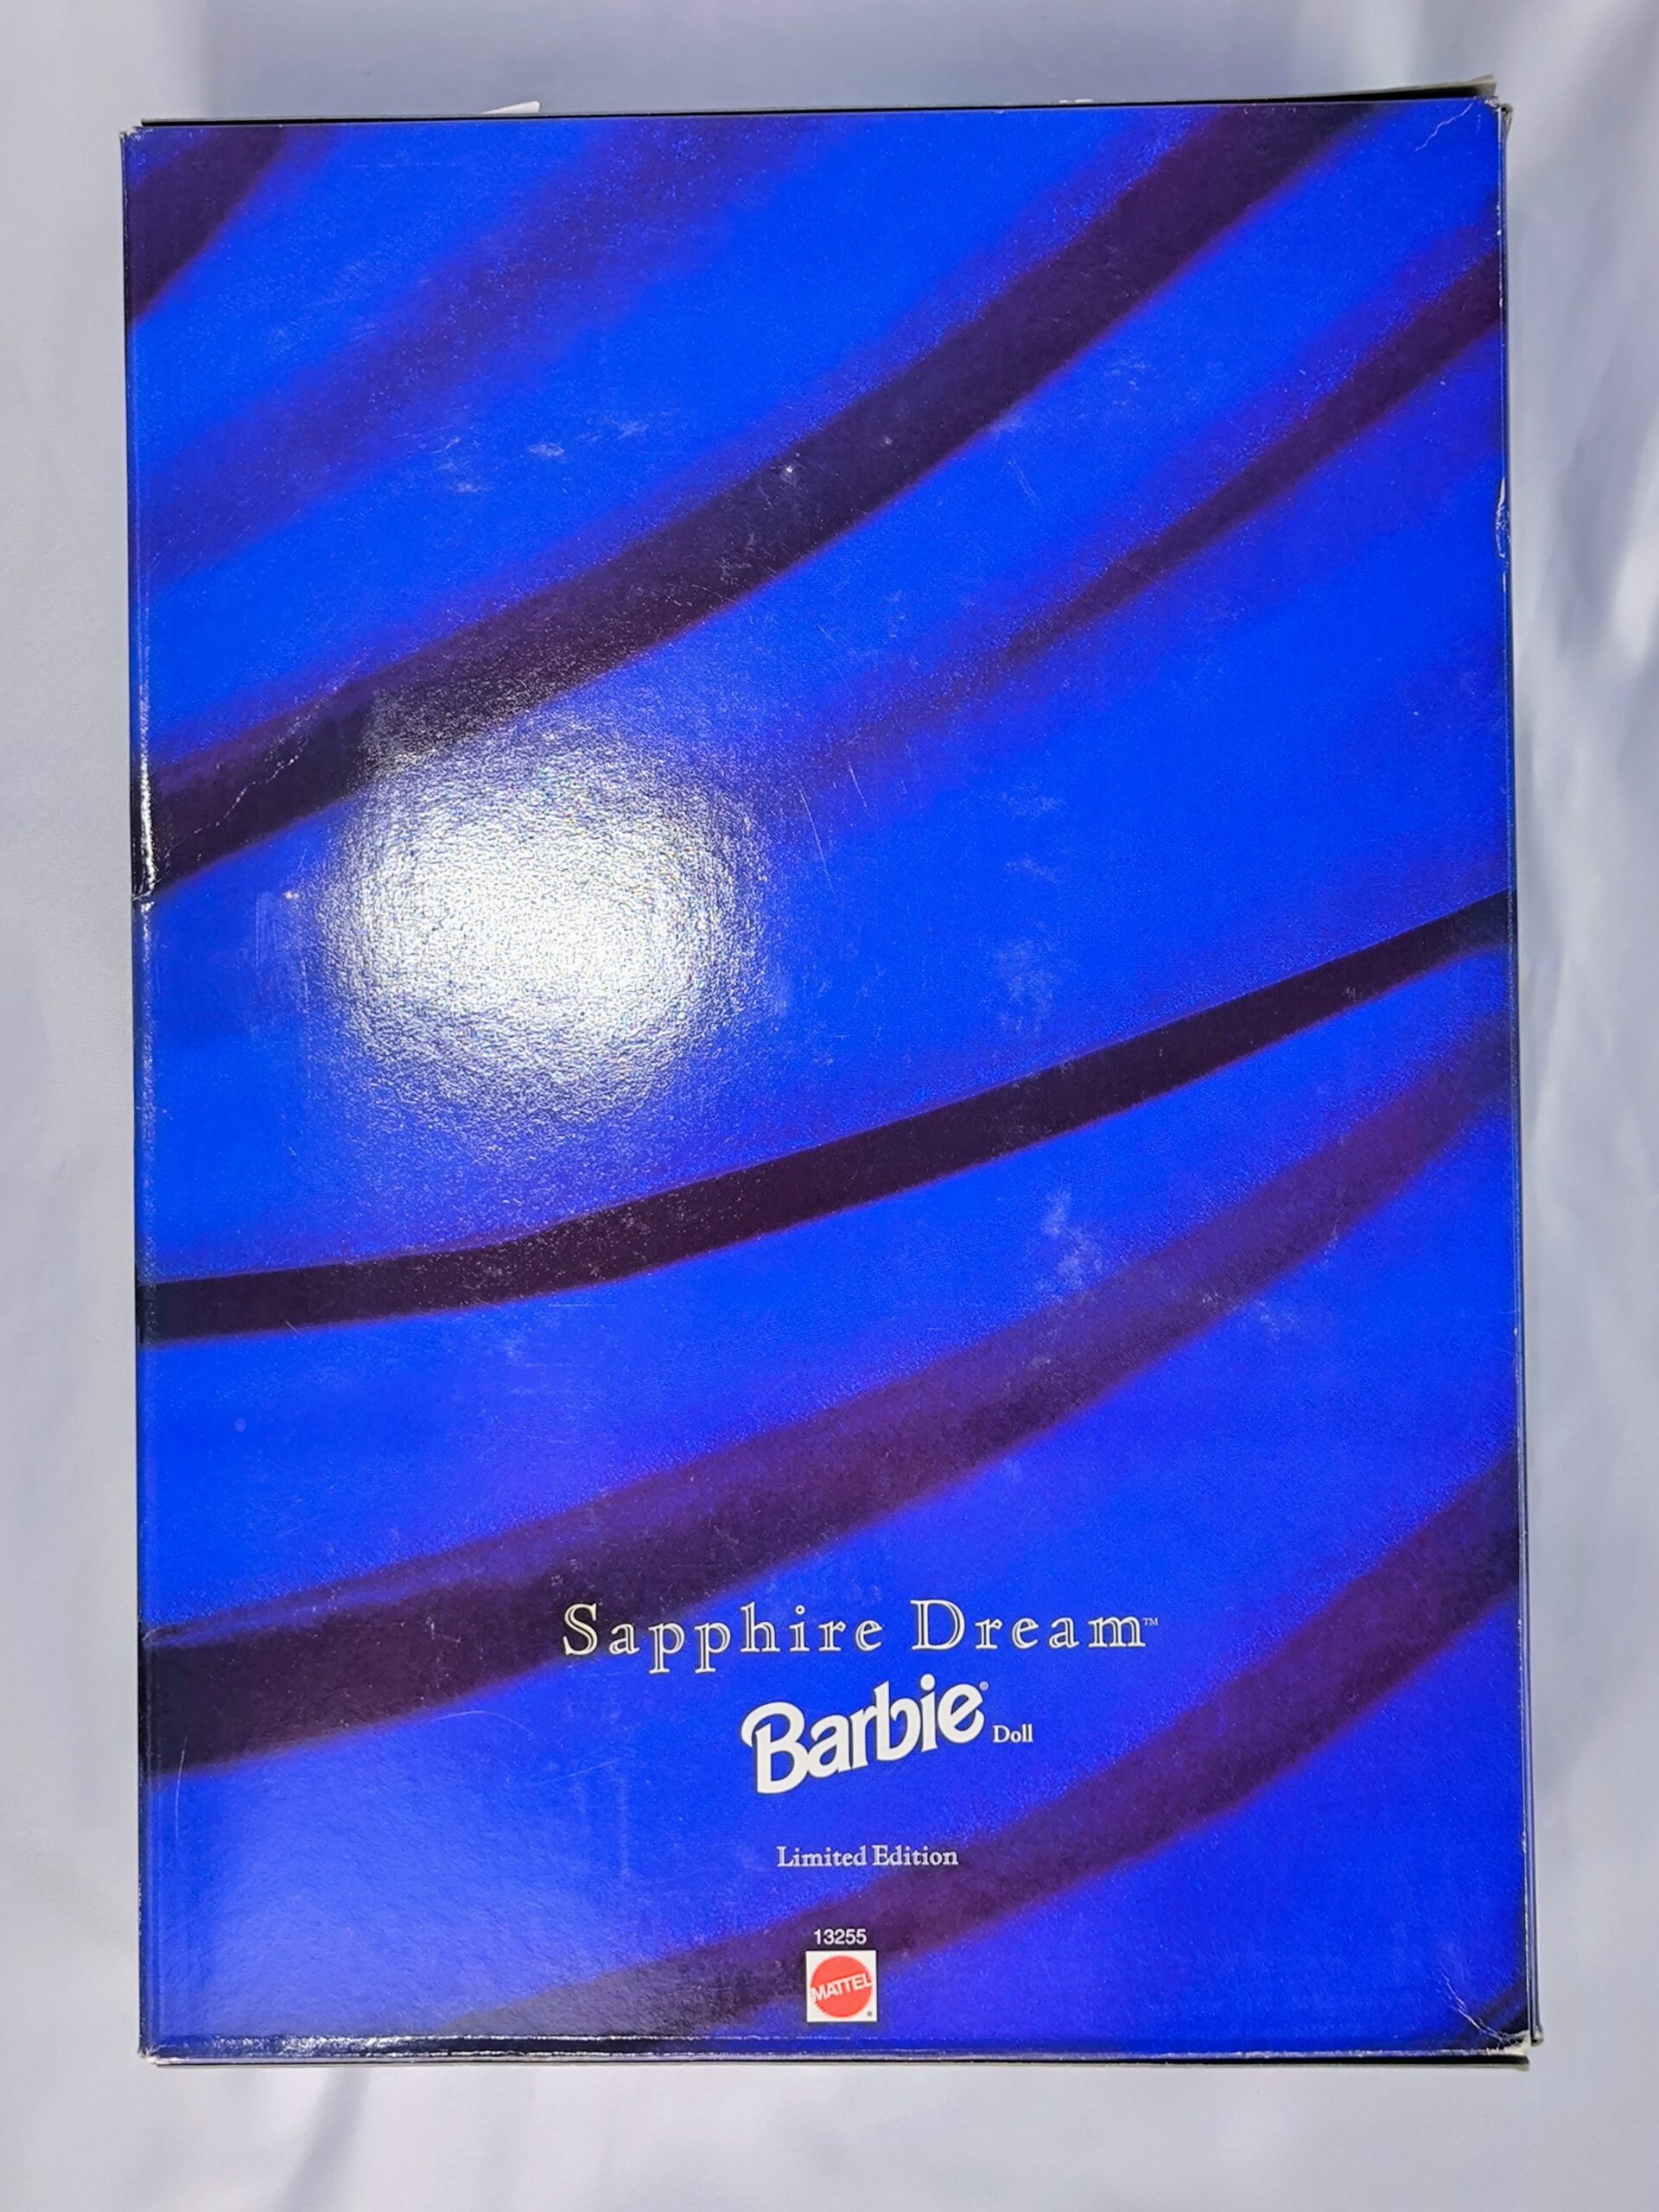 Sapphire Dream™
Barbie® Doll
Limited Edition
13255
MATTEL®